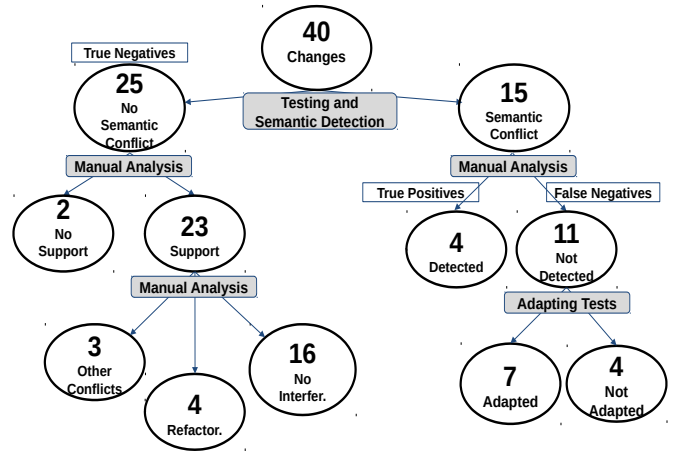 40
Changes
True Negatives
25
No
Semantic
Conflict
Testing and
Semantic Detection
15
Semantic
Conflict
Manual Analysis
Manual Analysis
True Positives
False Negatives
2
No
Support
23
Support
4
Detected
11
Not
Detected
Manual Analysis
Adapting Tests
3
Other
Conflicts
4
Refactor.
16
No
Interfer.
7
Adapted
4
Not
Adapted